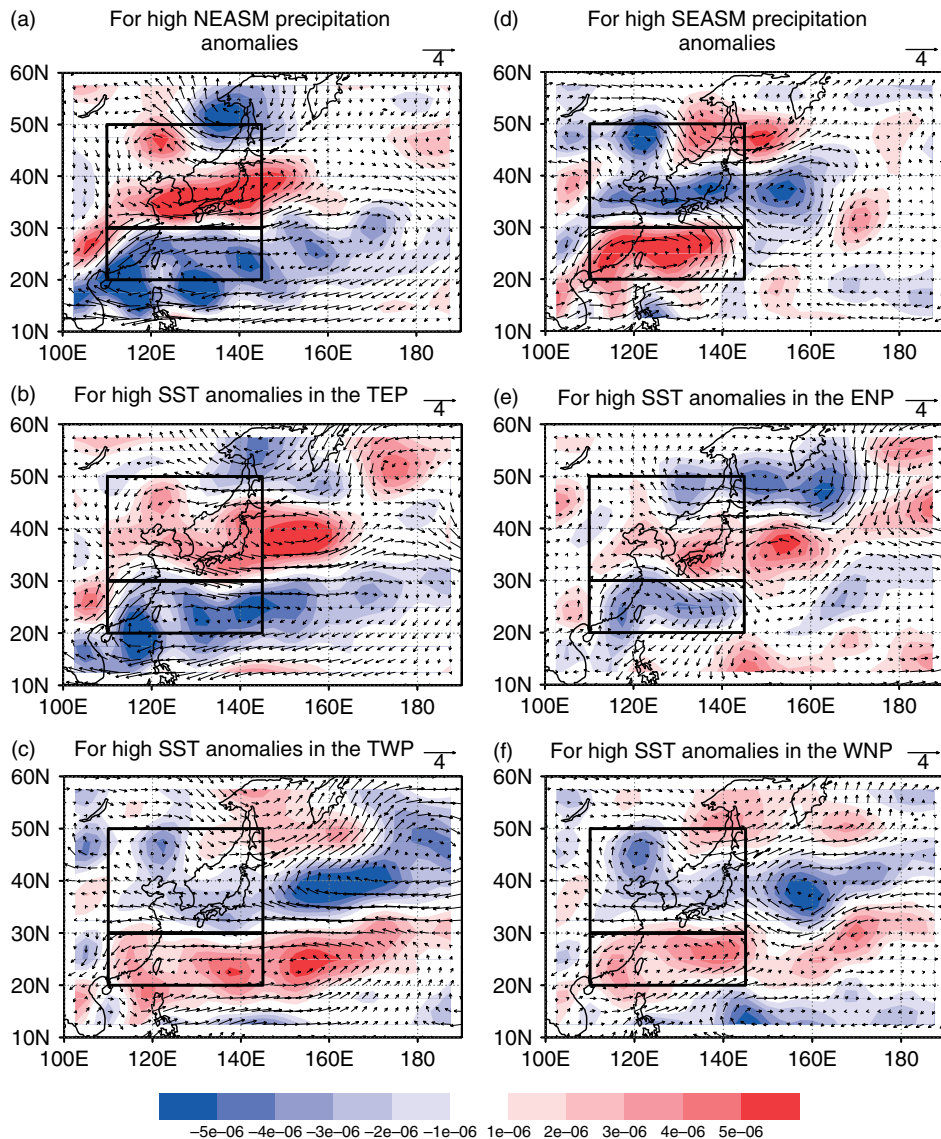 (a)
For high NEASM precipitation
anomalies
4
60N
50N
40N
30N
20N
10N
100E 120E 140E 160E 180
(b)
For high SST anomalies in the TEP
4
60N
50N
40N
30N
20N
10N
100E 120E 140E 160E 180
(c)
For high SST anomalies in the TWP
4
60N
50N
40N
30N
20N
10N
100E 120E 140E 160E 180
(d)
For high SEASM precipitation
anomalies
4
60N
50N
40N
30N
20N
10N
100E 120E 140E 160E 180
(e)
For high SST anomalies in the ENP
4
60N
50N
40N
30N
20N
10N
100E 120E 140E 160E 180
(f)
For high SST anomalies in the WNP
4
60N
50N
40N
30N
20N
10N
100E 120E 140E 160E 180
−5e−06 −4e−06 −3e−06 −2e−06 −1e−06 1e−06 2e−06 3e−06 4e−06 5e−06